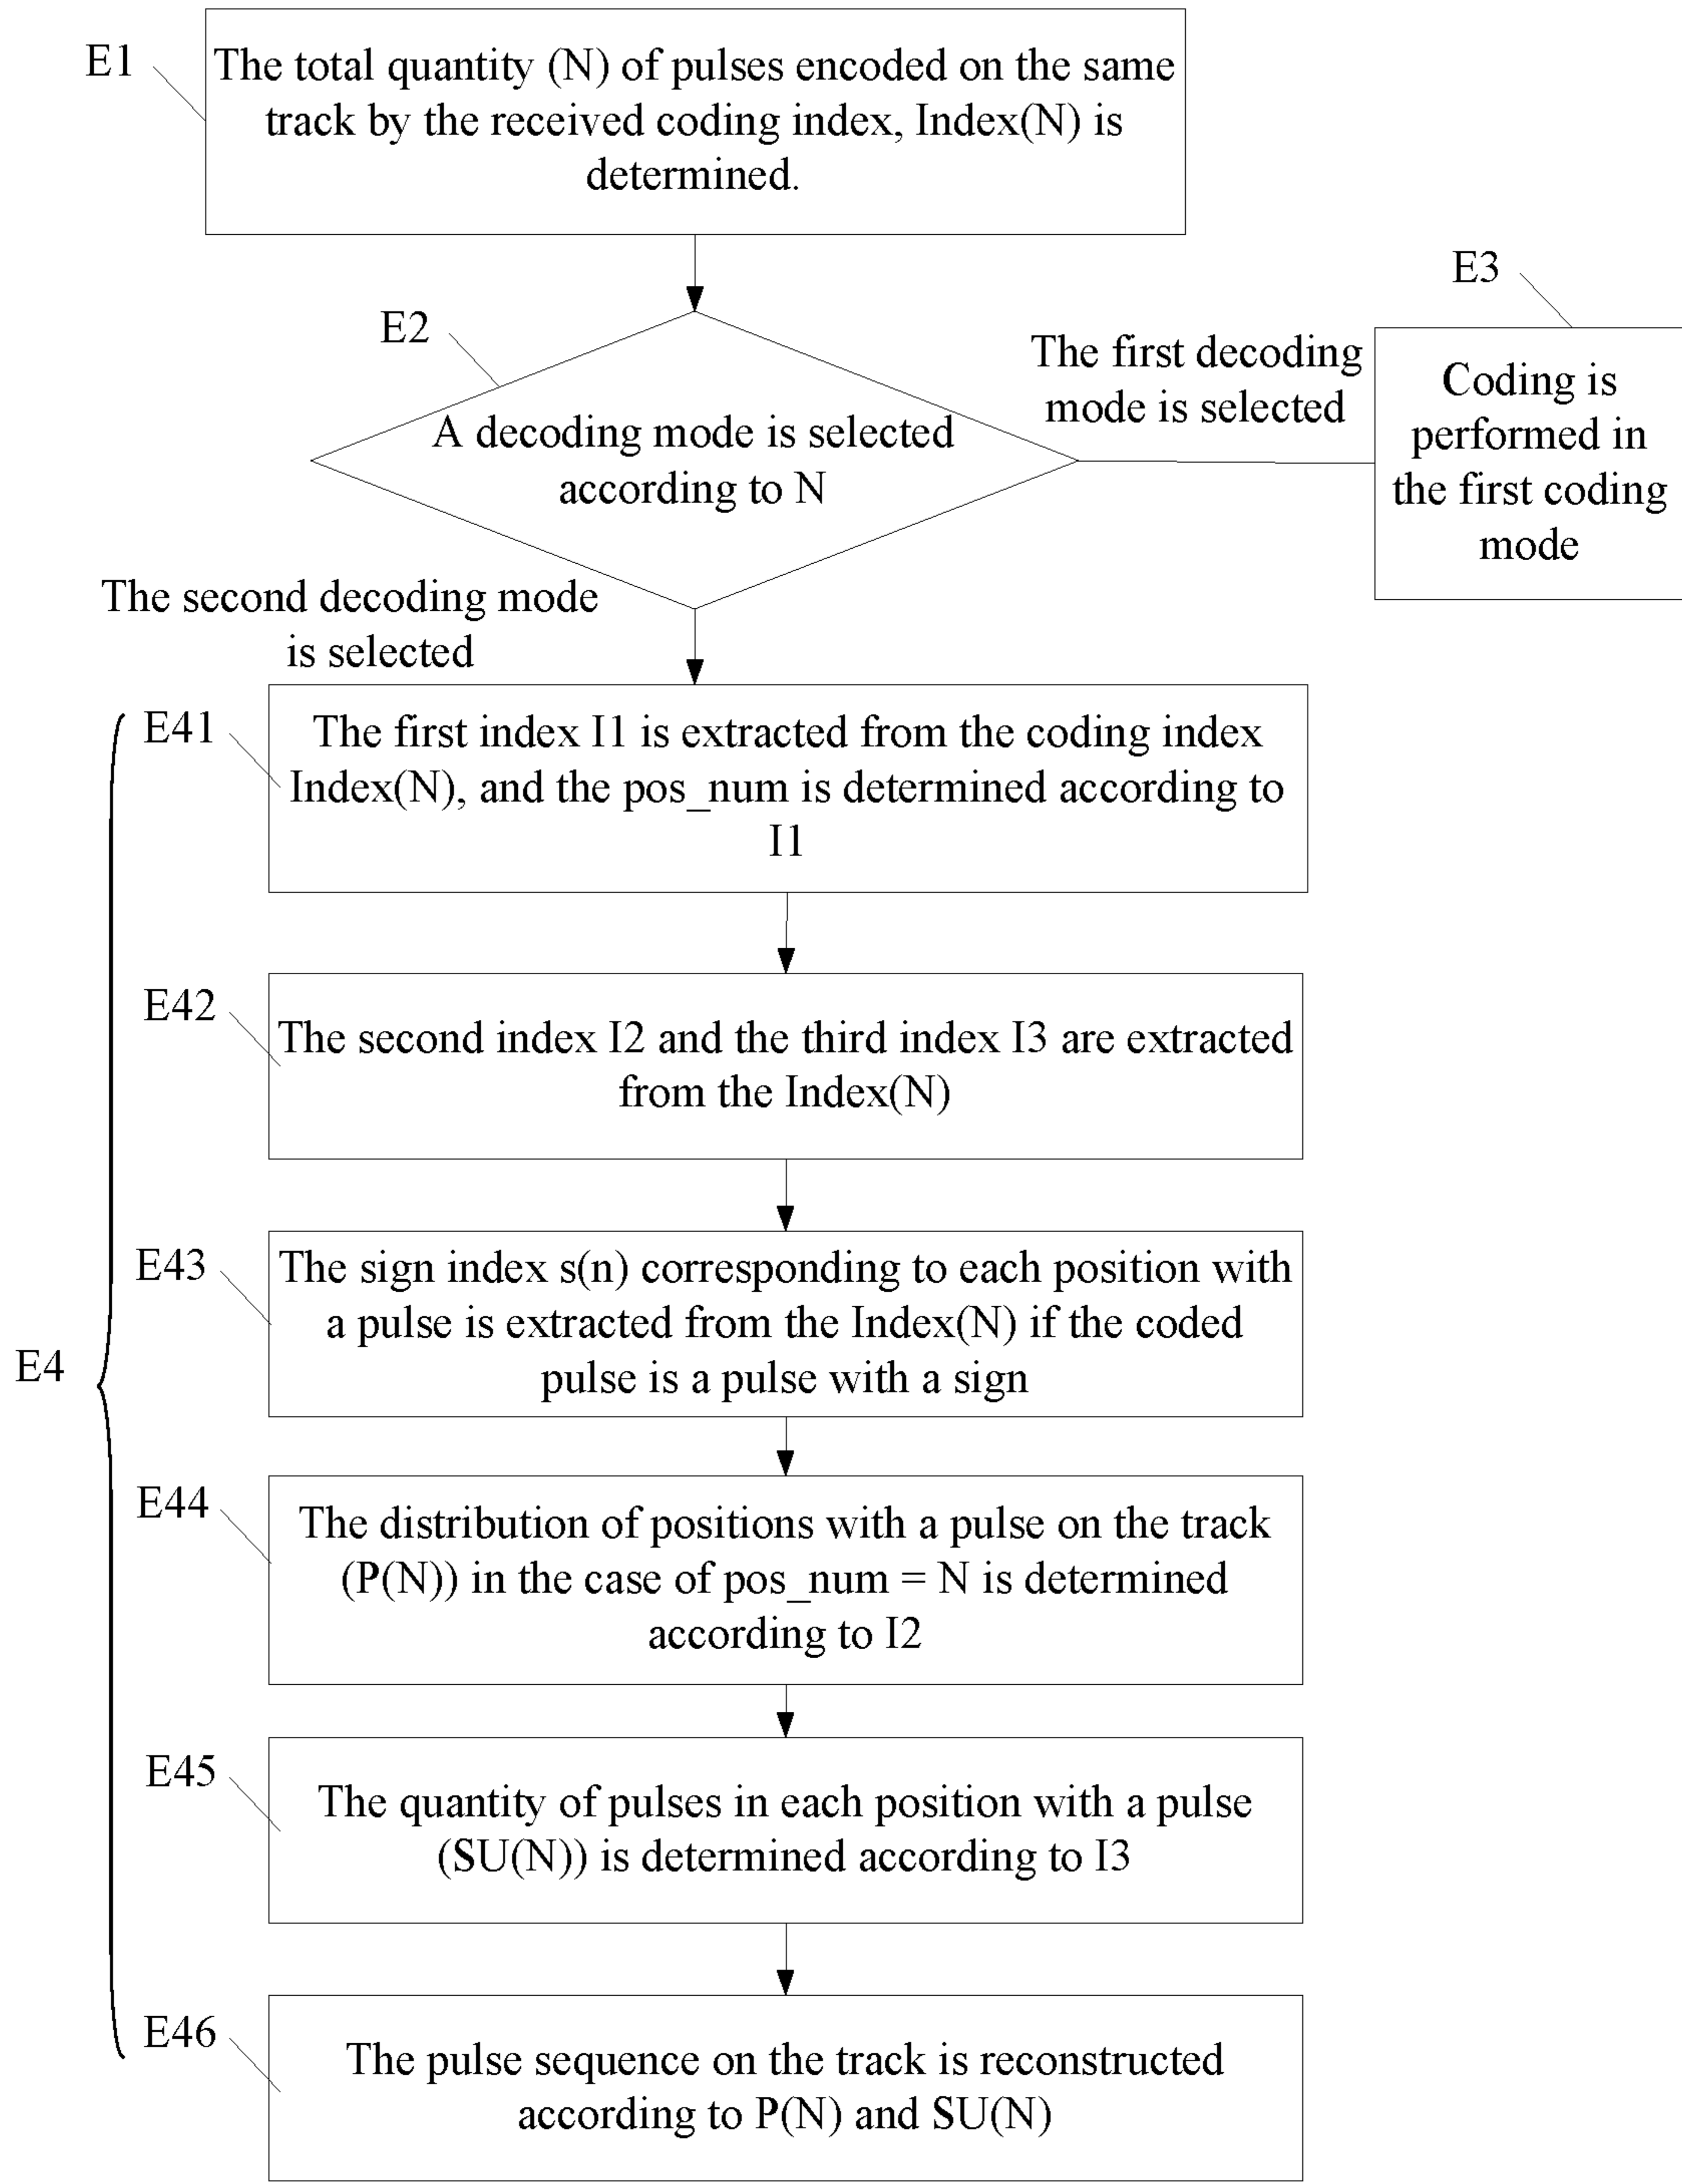 E1
The total quantity (N) of pulses encoded on the same
track by the received coding index, Index(N) is
determined.
E2
A decoding mode is selected
according to N
The first decoding
mode is selected
E3
Coding is
performed in
the first coding
mode
The second decoding mode
is selected
E4
E41
The first index I1 is extracted from the coding index
Index(N), and the pos_num is determined according to
I1
E42
The second index I2 and the third index I3 are extracted
from the Index(N)
E43
The sign index s(n) corresponding to each position with
a pulse is extracted from the Index(N) if the coded
pulse is a pulse with a sign
E44
The distribution of positions with a pulse on the track
(P(N)) in the case of pos_num = N is determined
according to I2
E45
The quantity of pulses in each position with a pulse
(SU(N)) is determined according to I3
E46
The pulse sequence on the track is reconstructed
according to P(N) and SU(N)